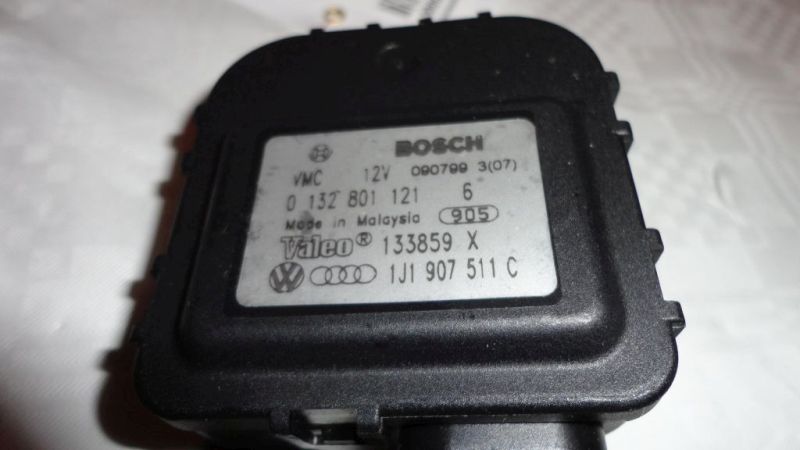 BOSCH
VMC 12V 090799 3(07)
0 132 801 121 6
Made in Malaysia 905
Valeo® 133859 X
1J1 907 511 C